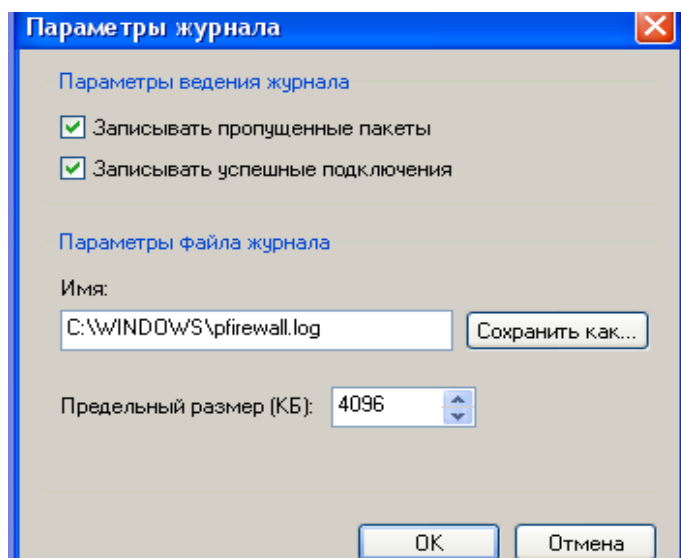 Параметры журнала
Параметры ведения журнала
Записывать пропущенные пакеты
Записывать успешные подключения
Параметры файла журнала
Имя:
C:\WINDOWS\pfirewall.log
Сохранить как...
Предельный размер (КБ): 4096
ОК Отмена